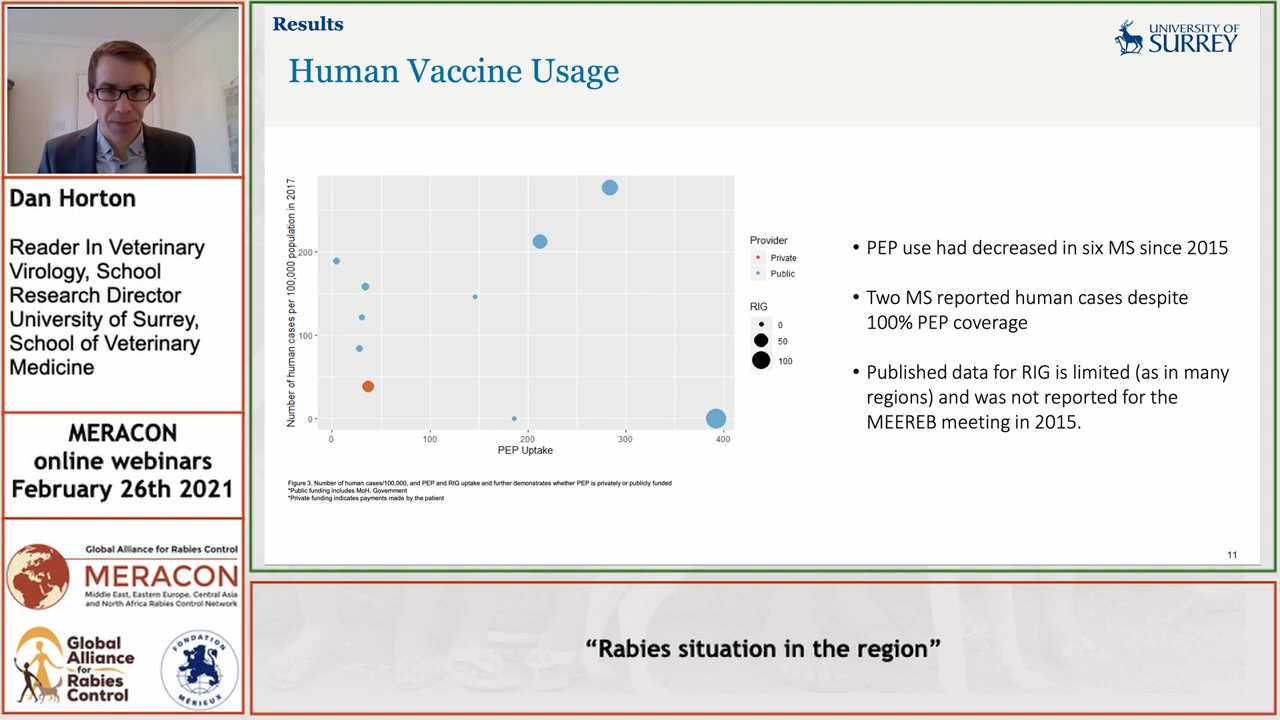 Dan Horton
Reader In Veterinary
Virology, School
Research Director
University of Surrey,
School of Veterinary
Medicine
MERACON
online webinars
February 26th 2021
Global Alliance for Rabies Control
MERACON
Middle East, Eastern Europe, Central Asia
and North Africa Rabies Control Network
Global
Alliance
for
Rabies
Control
FONDATION
MÉRIEUX
Results
UNIVERSITY OF
SURREY
Human Vaccine Usage
Number of human cases per 100,000 population in 2017
200
100
0
0
100
200
300
400
PEP Uptake
Provider
Private
Public
RIG
0
50
100
Figure 3. Number of human cases/100,000, and PEP and RIG uptake and further demonstrates whether PEP is privately or publicly funded
*Public funding includes MoH, Government
*Private funding indicates payments made by the patient
• PEP use had decreased in six MS since 2015
• Two MS reported human cases despite
100% PEP coverage
• Published data for RIG is limited (as in many
regions) and was not reported for the
MEEREB meeting in 2015.
11
“Rabies situation in the region”